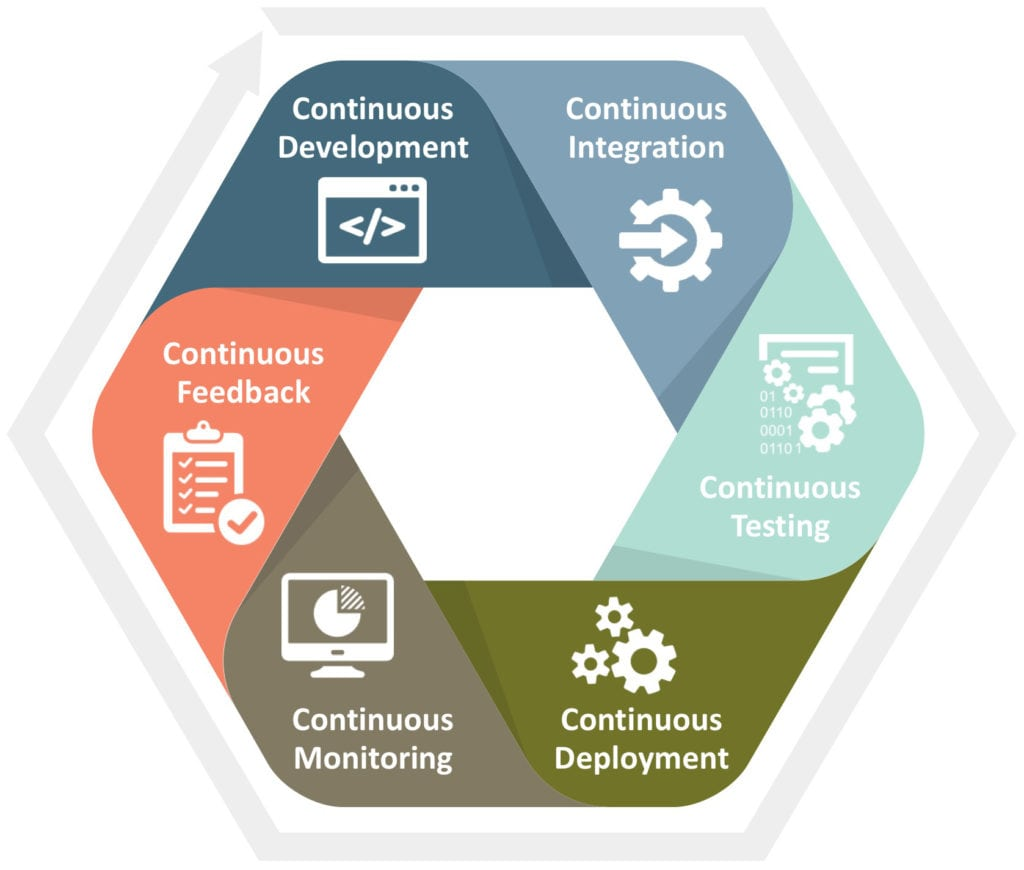 Continuous
Development
</>
Continuous
Integration
01
0110
0001
01101
Continuous
Testing
Continuous
Deployment
Continuous
Monitoring
Continuous
Feedback